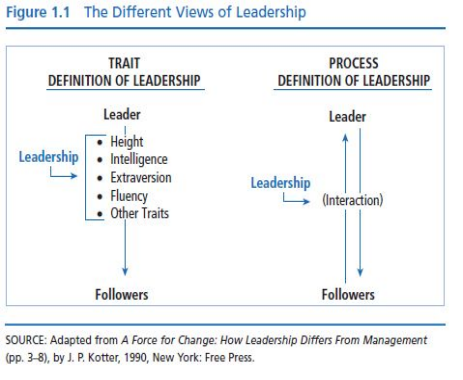 Figure 1.1 The Different Views of Leadership
TRAIT
DEFINITION OF LEADERSHIP
Leader
Leadership
• Height
• Intelligence
• Extraversion
• Fluency
• Other Traits
Followers
PROCESS
DEFINITION OF LEADERSHIP
Leader
Leadership
(Interaction)
Followers
SOURCE: Adapted from A Force for Change: How Leadership Differs From Management
(pp. 3–8), by J. P. Kotter, 1990, New York: Free Press.